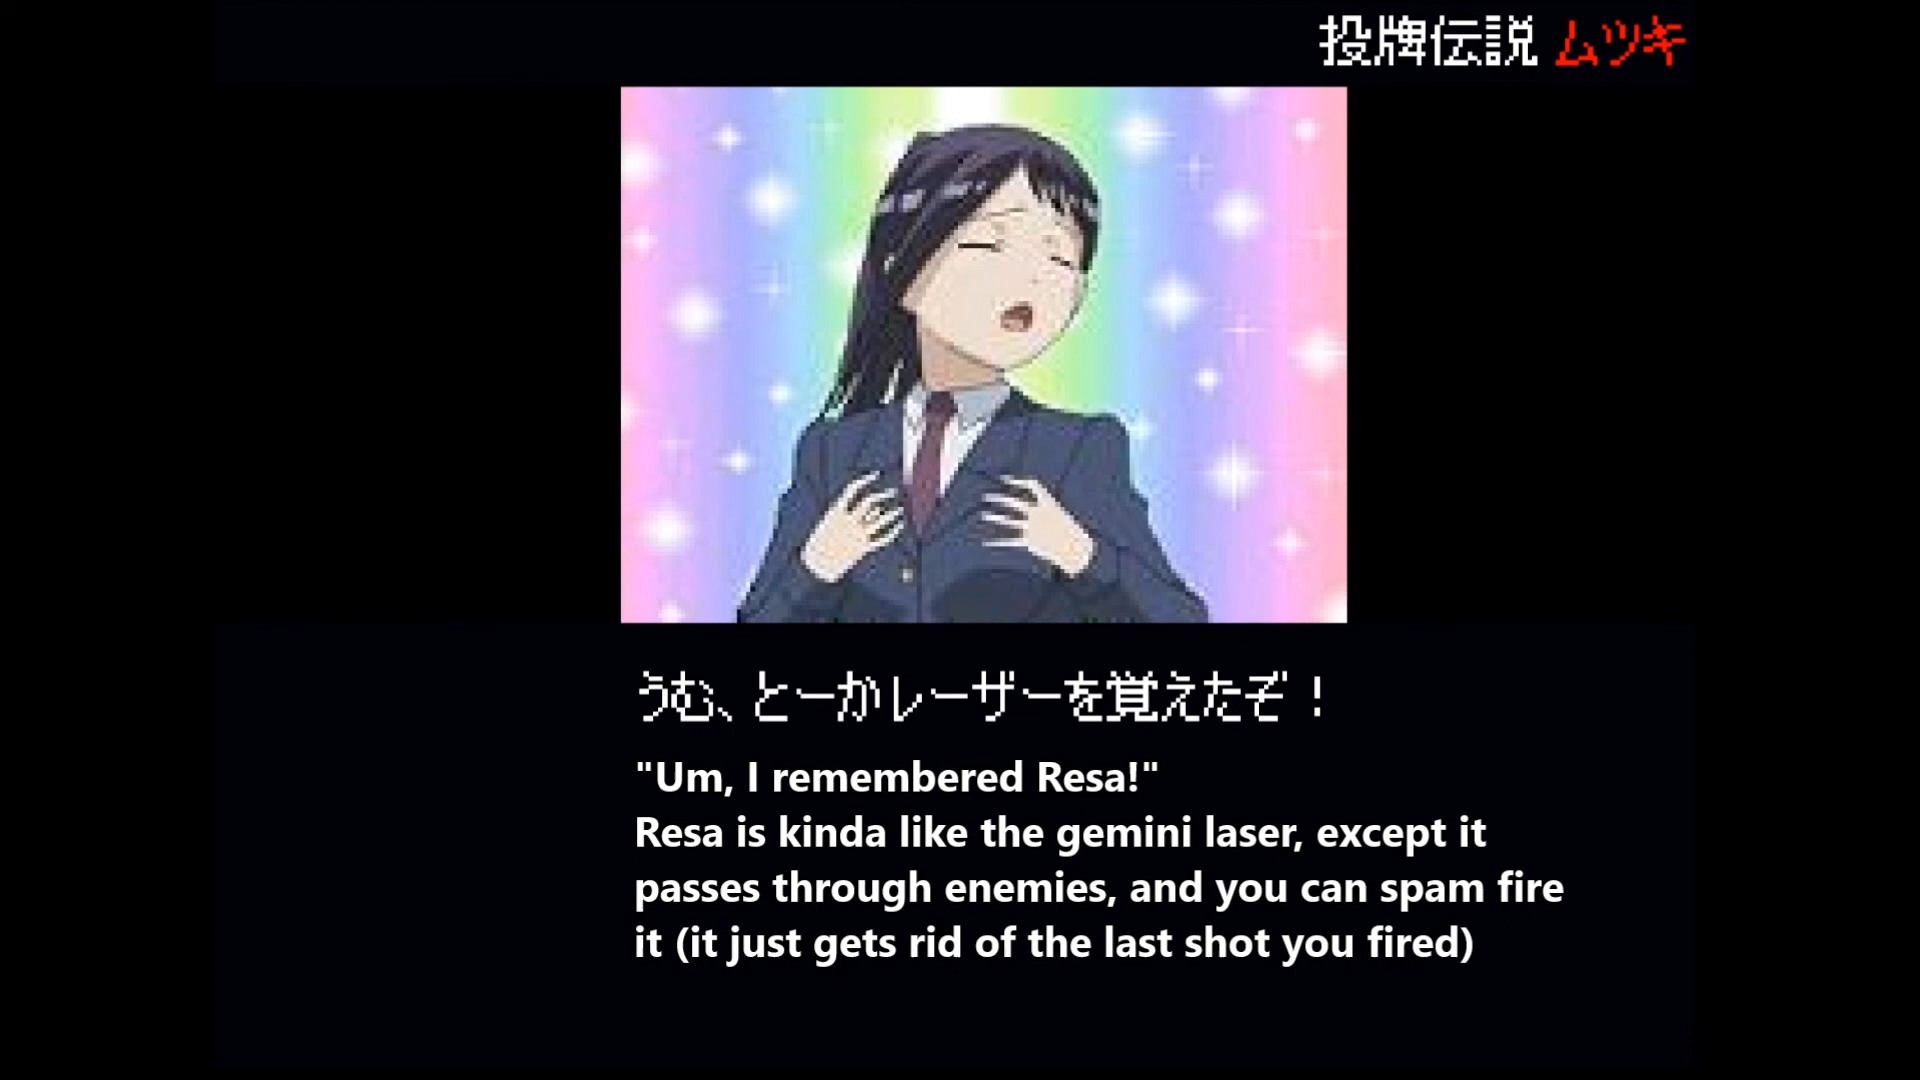 投牌伝説 ムツキ
うむ、とーかレーザーを覚えたぞ！
"Um, I remembered Resa!"
Resa is kinda like the gemini laser, except it
passes through enemies, and you can spam fire
it (it just gets rid of the last shot you fired)